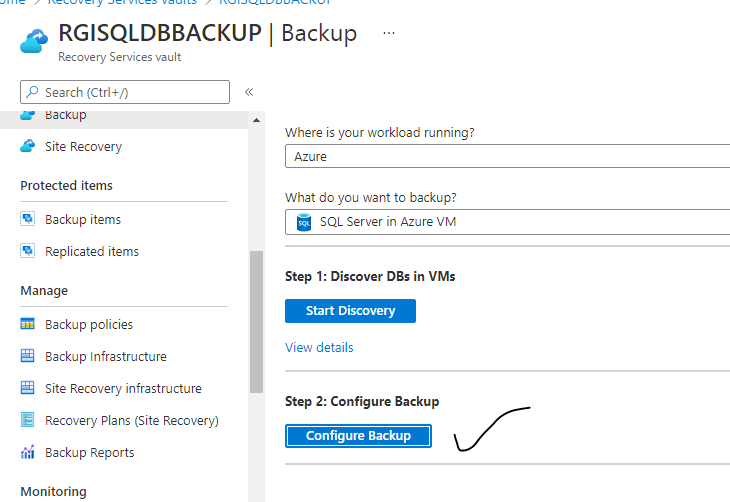 Recovery Services vaults > RGISQLDBBACKUP
RGISQLDBBACKUP | Backup ...
Recovery Services vault
Search (Ctrl+/) «
Backup
Site Recovery
Protected items
Backup items
Replicated items
Manage
Backup policies
Backup Infrastructure
Site Recovery infrastructure
Recovery Plans (Site Recovery)
Backup Reports
Monitoring
Where is your workload running?
Azure
What do you want to backup?
SQL SQL Server in Azure VM
Step 1: Discover DBs in VMs
Start Discovery
View details
Step 2: Configure Backup
Configure Backup